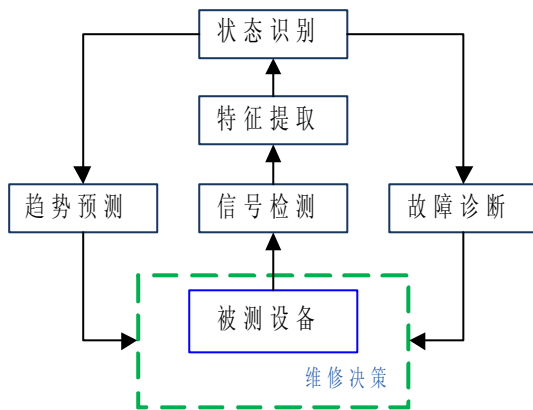 状态识别
特征提取
趋势预测
信号检测
故障诊断
被测设备
维修决策